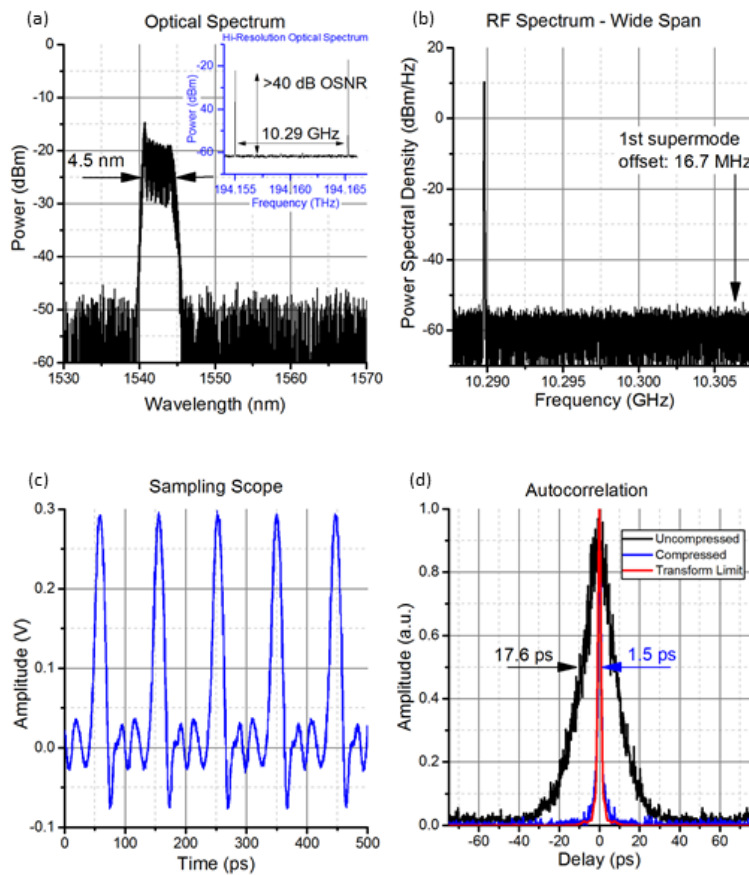 (a)
Optical Spectrum
Hi-Resolution Optical Spectrum
>40 dB OSNR
10.29 GHz
4.5 nm
Power (dBm)
-20
-40
-60
194.155
194.160
194.165
Frequency (THz)
0
-10
-20
-30
-40
-50
-60
Power (dBm)
1530
1540
1550
1560
1570
Wavelength (nm)
(b)
RF Spectrum - Wide Span
1st supermode
offset: 16.7 MHz
20
0
-20
-40
-60
Power Spectral Density (dBm/Hz)
10.290
10.295
10.300
10.305
Frequency (GHz)
(c)
Sampling Scope
0.3
0.2
0.1
0.0
-0.1
Amplitude (V)
0
100
200
300
400
500
Time (ps)
(d)
Autocorrelation
Uncompressed
Compressed
Transform Limit
17.6 ps
1.5 ps
1.0
0.8
0.6
0.4
0.2
0.0
Amplitude (a.u.)
-60
-40
-20
0
20
40
60
Delay (ps)